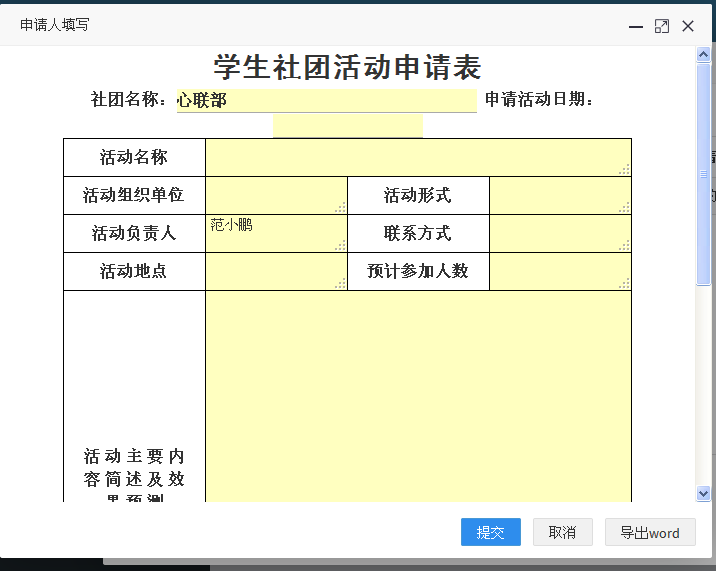 申请人填写
学生社团活动申请表
社团名称：心联部 申请活动日期：
活动名称
活动组织单位 活动形式
活动负责人 范小鹏 联系方式
活动地点 预计参加人数
活动主要内
容简述及效
果预测
提交 取消 导出word